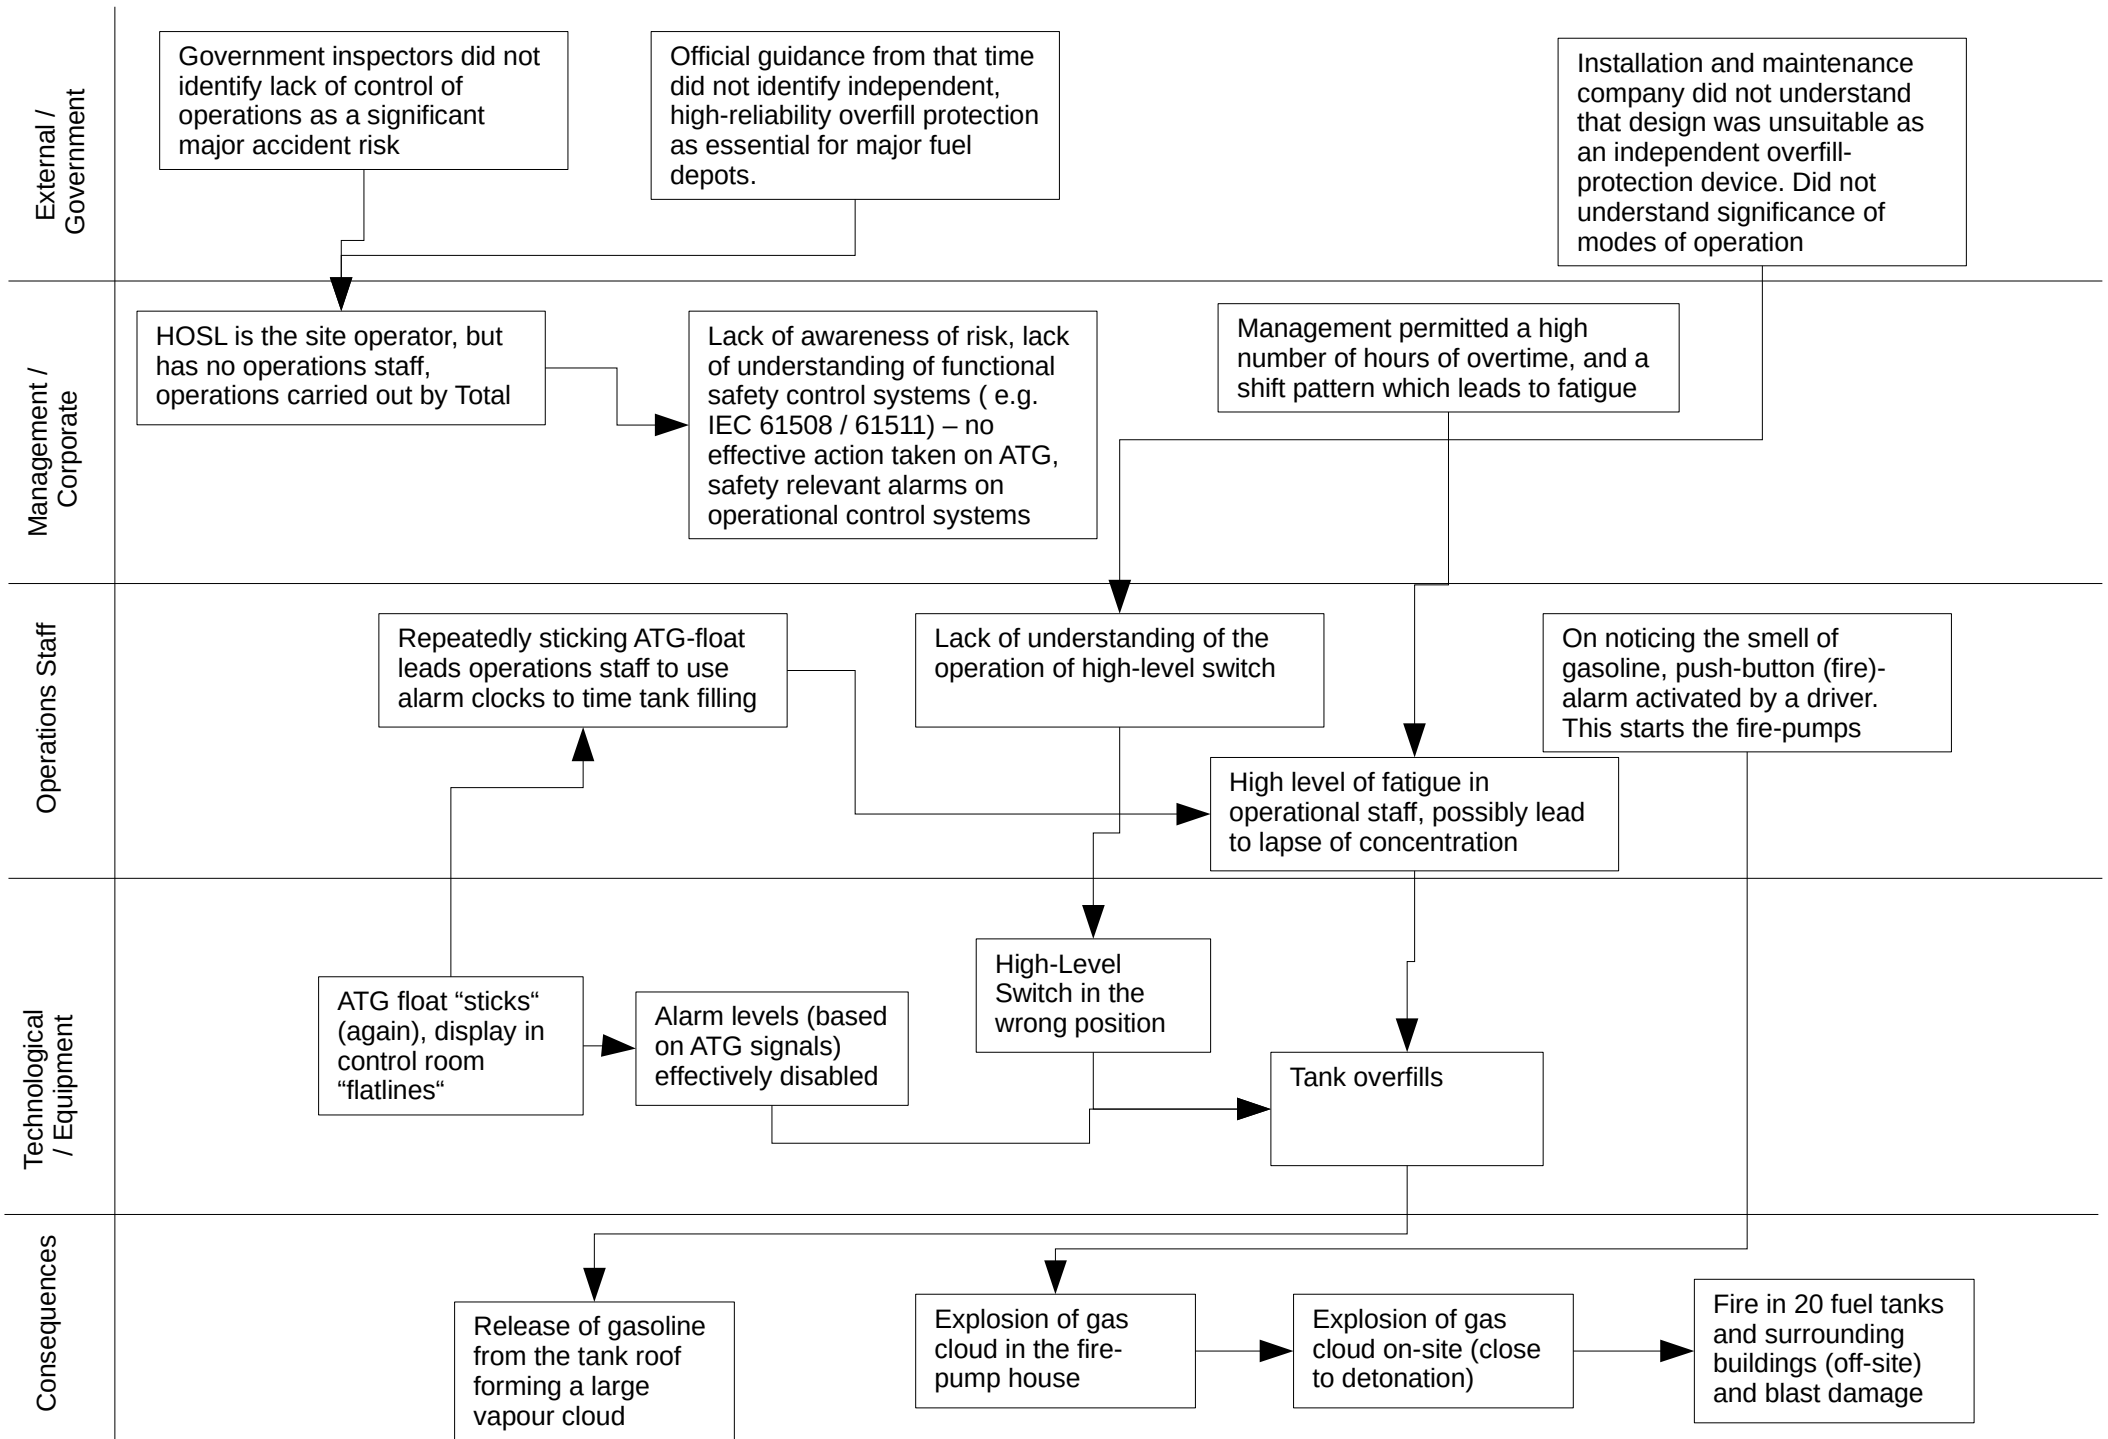 External /
Government
Government inspectors did not
identify lack of control of
operations as a significant
major accident risk
Official guidance from that time
did not identify independent,
high-reliability overfill protection
as essential for major fuel
depots.
Installation and maintenance
company did not understand
that design was unsuitable as
an independent overfill-
protection device. Did not
understand significance of
modes of operation
Management /
Corporate
HOSL is the site operator, but
has no operations staff,
operations carried out by Total
Lack of awareness of risk, lack
of understanding of functional
safety control systems ( e.g.
IEC 61508 / 61511) – no
effective action taken on ATG,
safety relevant alarms on
operational control systems
Management permitted a high
number of hours of overtime, and a
shift pattern which leads to fatigue
Operations Staff
Repeatedly sticking ATG-float
leads operations staff to use
alarm clocks to time tank filling
Lack of understanding of the
operation of high-level switch
On noticing the smell of
gasoline, push-button (fire)-
alarm activated by a driver.
This starts the fire-pumps
High level of fatigue in
operational staff, possibly lead
to lapse of concentration
Technological
/ Equipment
ATG float “sticks“
(again), display in
control room
“flatlines“
Alarm levels (based
on ATG signals)
effectively disabled
High-Level
Switch in the
wrong position
Tank overfills
Consequences
Release of gasoline
from the tank roof
forming a large
vapour cloud
Explosion of gas
cloud in the fire-
pump house
Explosion of gas
cloud on-site (close
to detonation)
Fire in 20 fuel tanks
and surrounding
buildings (off-site)
and blast damage